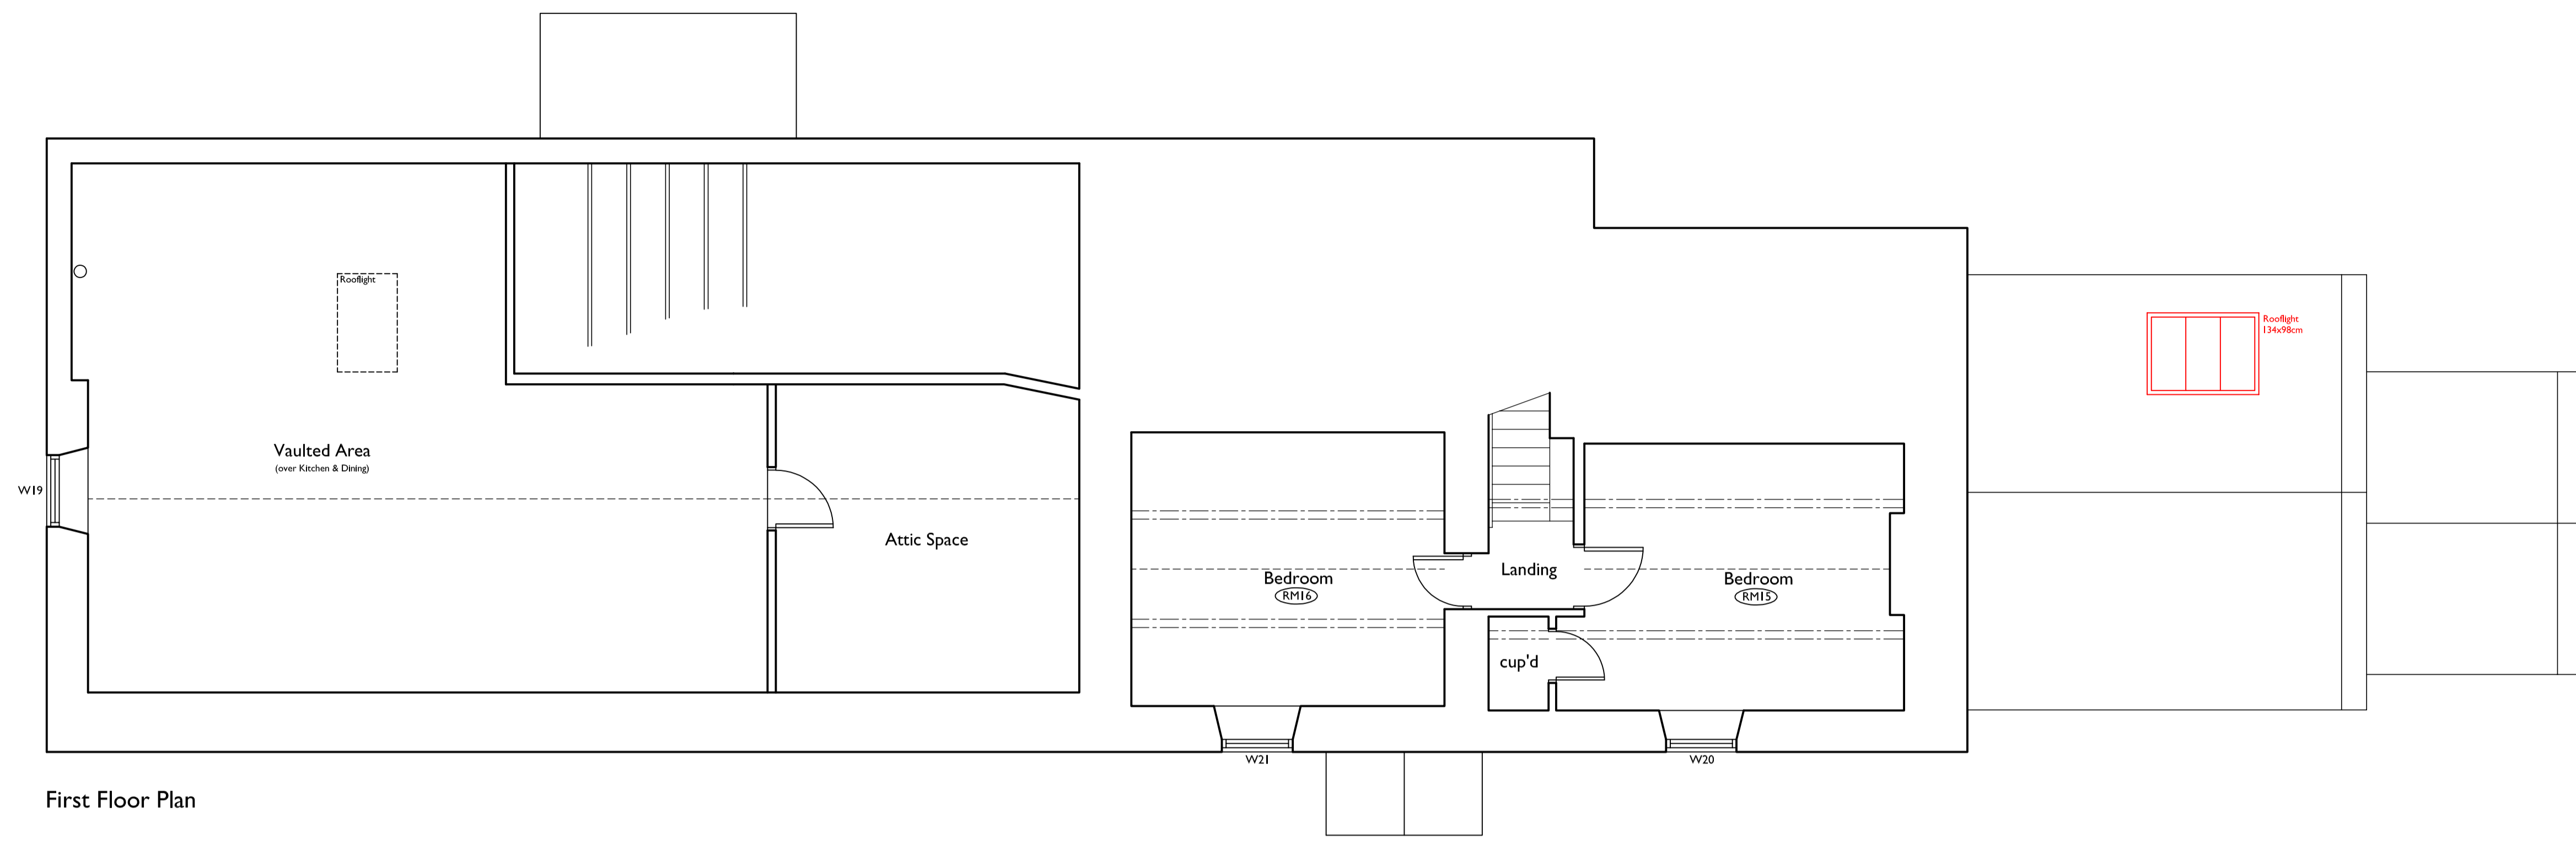 Rooflight
Rooflight
134x98cm
Vaulted Area
(over Kitchen & Dining)
W19
Attic Space
Bedroom
RM16
Landing
Bedroom
RM15
cup'd
W21
W20
First Floor Plan